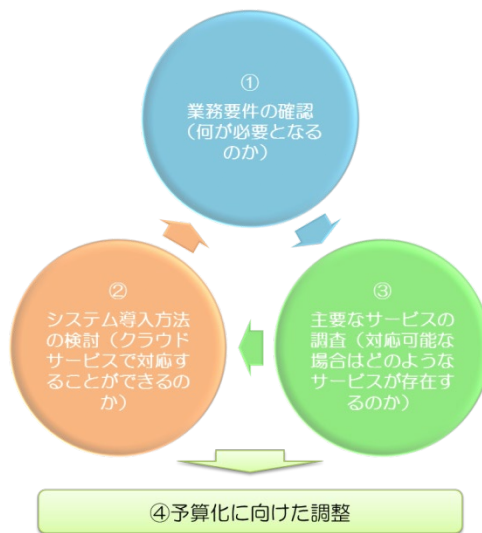 ①
業務要件の確認
（何が必要となる
のか）
②
システム導入方法
の検討（クラウド
サービスで対応す
ることができるの
か）
③
主要なサービスの
調査（対応可能な
場合はどのような
サービスが存在す
るのか）
④予算化に向けた調整